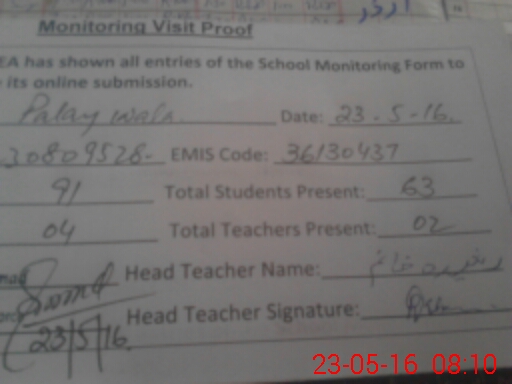 Monitoring Visit Proof
EA has shown all entries of the School Monitoring Form to
its online submission.
Palay wala Date: 23-5-16
30809528- EMIS Code: 36130437
91 Total Students Present: 63
04 Total Teachers Present: 02
Head Teacher Name:
Head Teacher Signature:
23/5/16
23-05-16 08:10